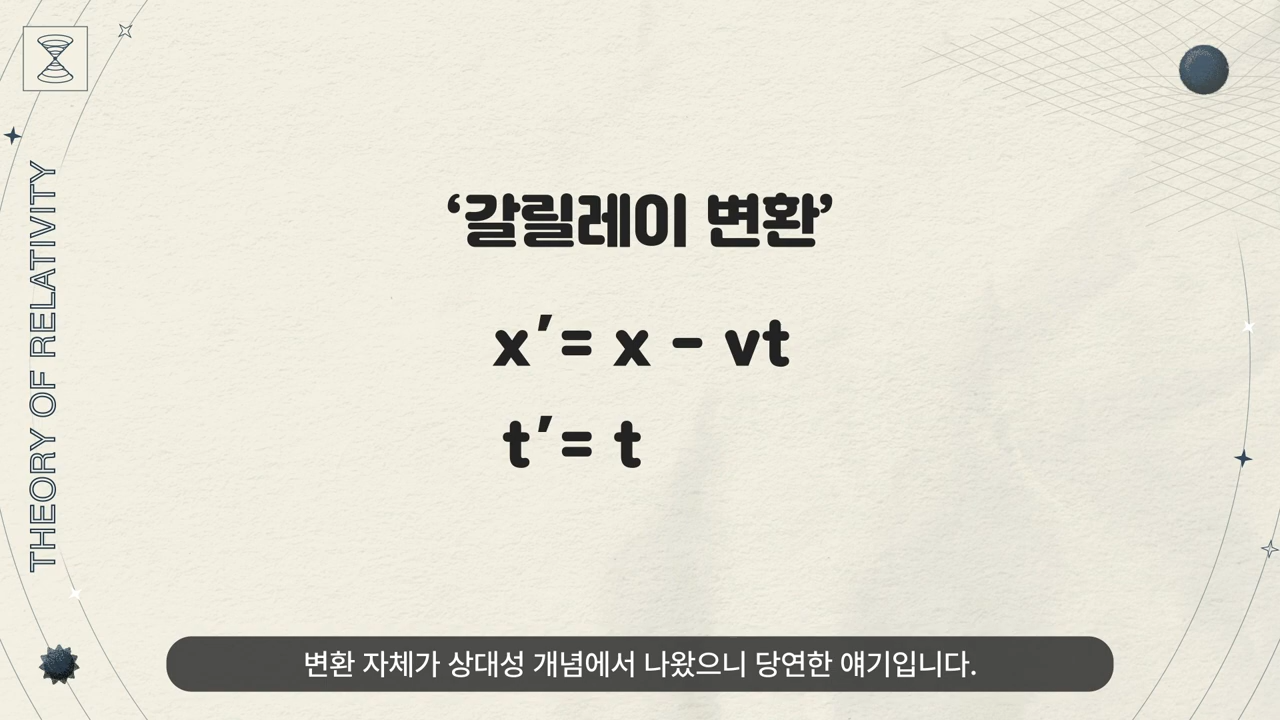 THEORY OF RELATIVITY
‘갈릴레이 변환’
x′= x - vt
t′= t
변환 자체가 상대성 개념에서 나왔으니 당연한 얘기입니다.